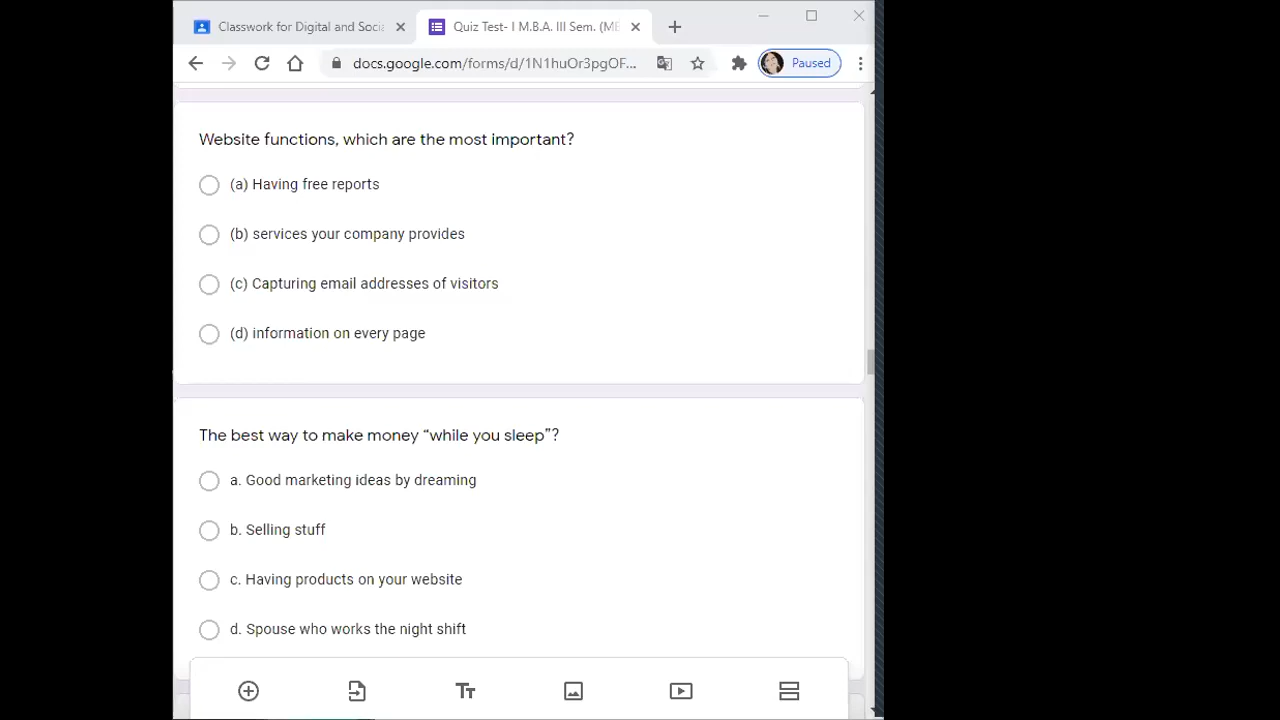 Classwork for Digital and Socia
Quiz Test- I M.B.A. III Sem. (MB
docs.google.com/forms/d/1N1huOr3pgOF...
Paused
Website functions, which are the most important?
(a) Having free reports
(b) services your company provides
(c) Capturing email addresses of visitors
(d) information on every page
The best way to make money “while you sleep”?
a. Good marketing ideas by dreaming
b. Selling stuff
c. Having products on your website
d. Spouse who works the night shift
Tт